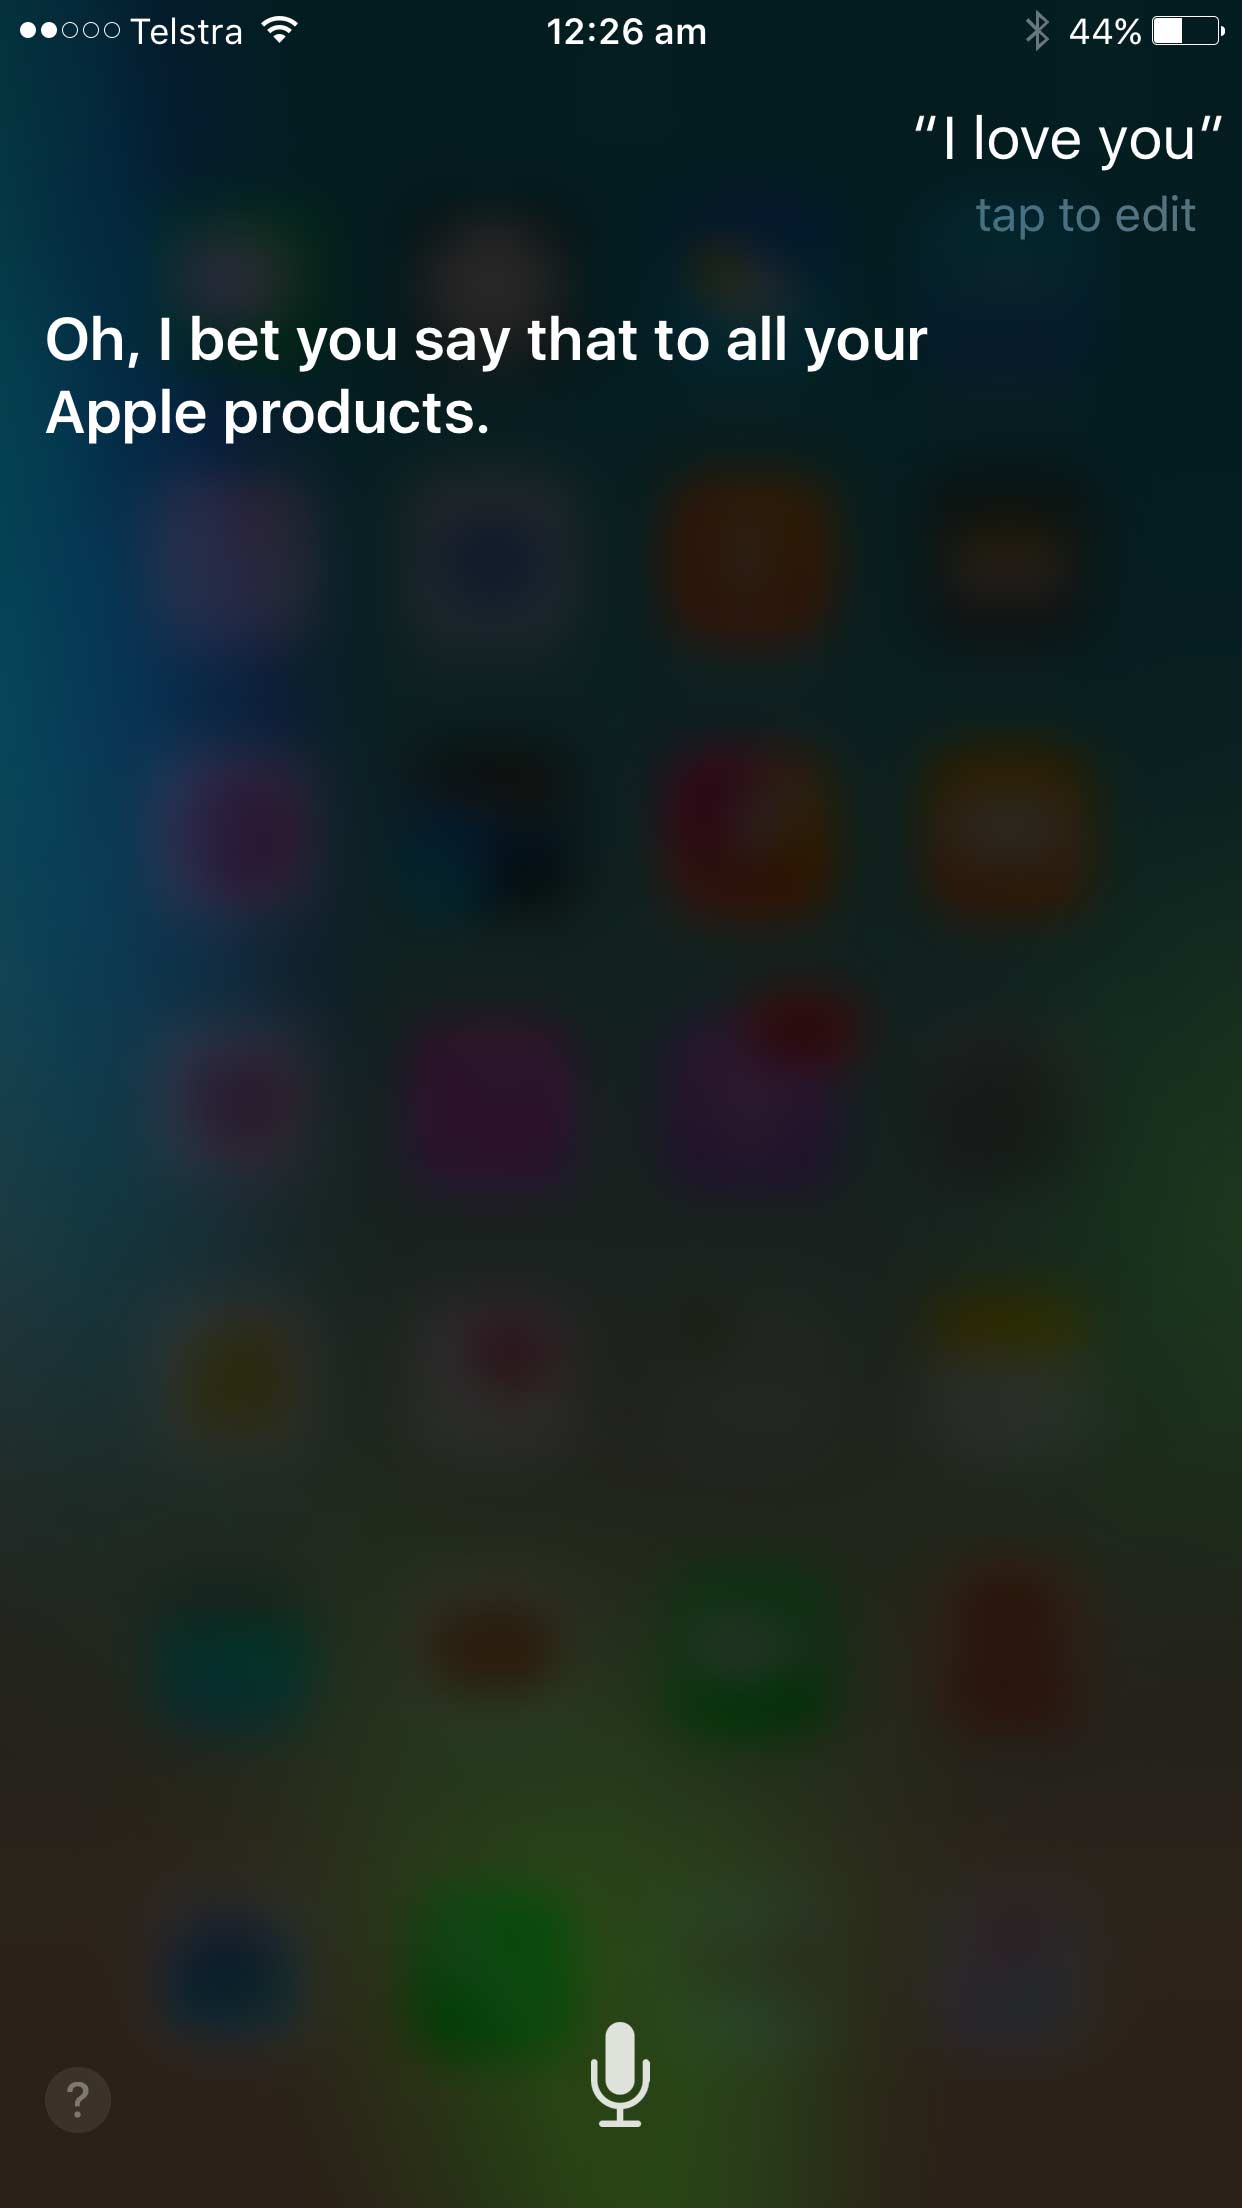 Telstra 12:26 am 44%
“I love you”
tap to edit
Oh, I bet you say that to all your
Apple products.
?